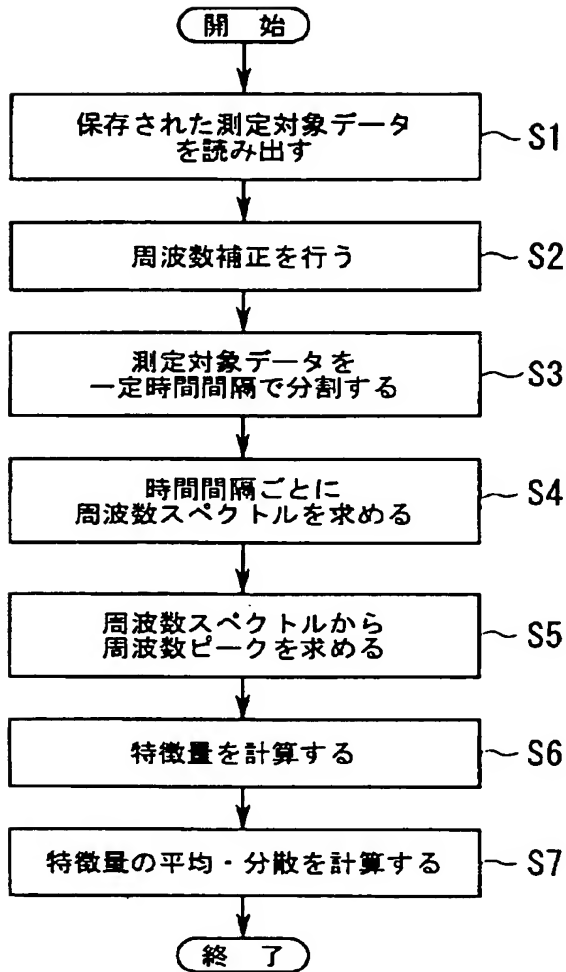 開 始
保存された測定対象データ
を読み出す
S1
周波数補正を行う
S2
測定対象データを
一定時間間隔で分割する
S3
時間間隔ごとに
周波数スペクトルを求める
S4
周波数スペクトルから
周波数ピークを求める
S5
特徴量を計算する
S6
特徴量の平均・分散を計算する
S7
終 了